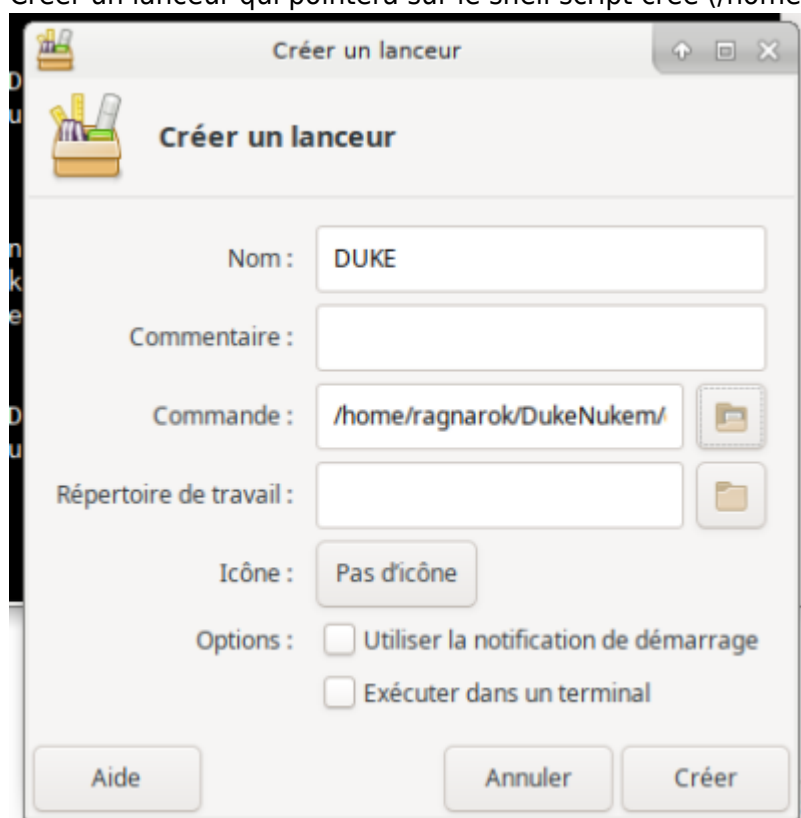 Créer un lanceur qui pointera sur le shell script créé (/home
Créer un lanceur
Créer un lanceur
Nom :
DUKE
Commentaire :
Commande :
/home/ragnarok/DukeNukem/
Répertoire de travail :
Icône :
Pas d'icône
Options :
Utiliser la notification de démarrage
Exécuter dans un terminal
Aide
Annuler
Créer